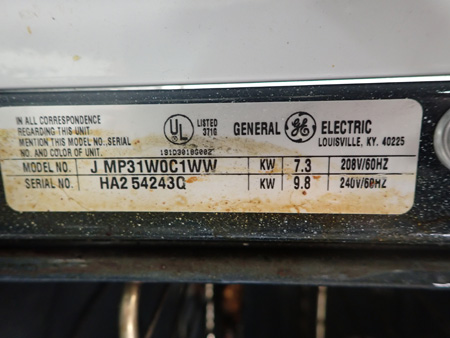 IN ALL CORRESPONDENCE
REGARDING THIS UNIT
MENTION THIS MODEL NO./SERIAL
NO. AND COLOR OF UNIT.
UL
LISTED
3718
GENERAL GE ELECTRIC
LOUISVILLE, KY. 40225
MODEL NO. J MP31W0C1WW KW 7.3 208V/60HZ
SERIAL NO. HA2 54243Q KW 9.8 240V/60HZ